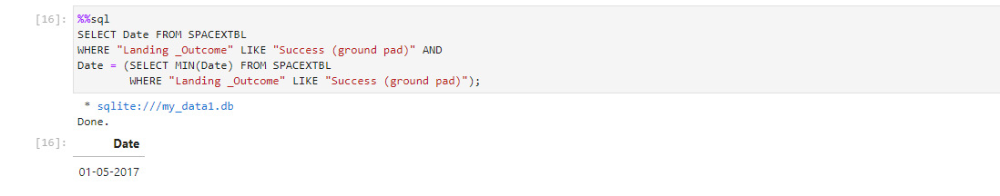 [16]: %%sql
SELECT Date FROM SPACEXTBL
WHERE "Landing _Outcome" LIKE "Success (ground pad)" AND
Date = (SELECT MIN(Date) FROM SPACEXTBL
WHERE "Landing _Outcome" LIKE "Success (ground pad)");
* sqlite:///my_data1.db
Done.
[16]: Date
01-05-2017